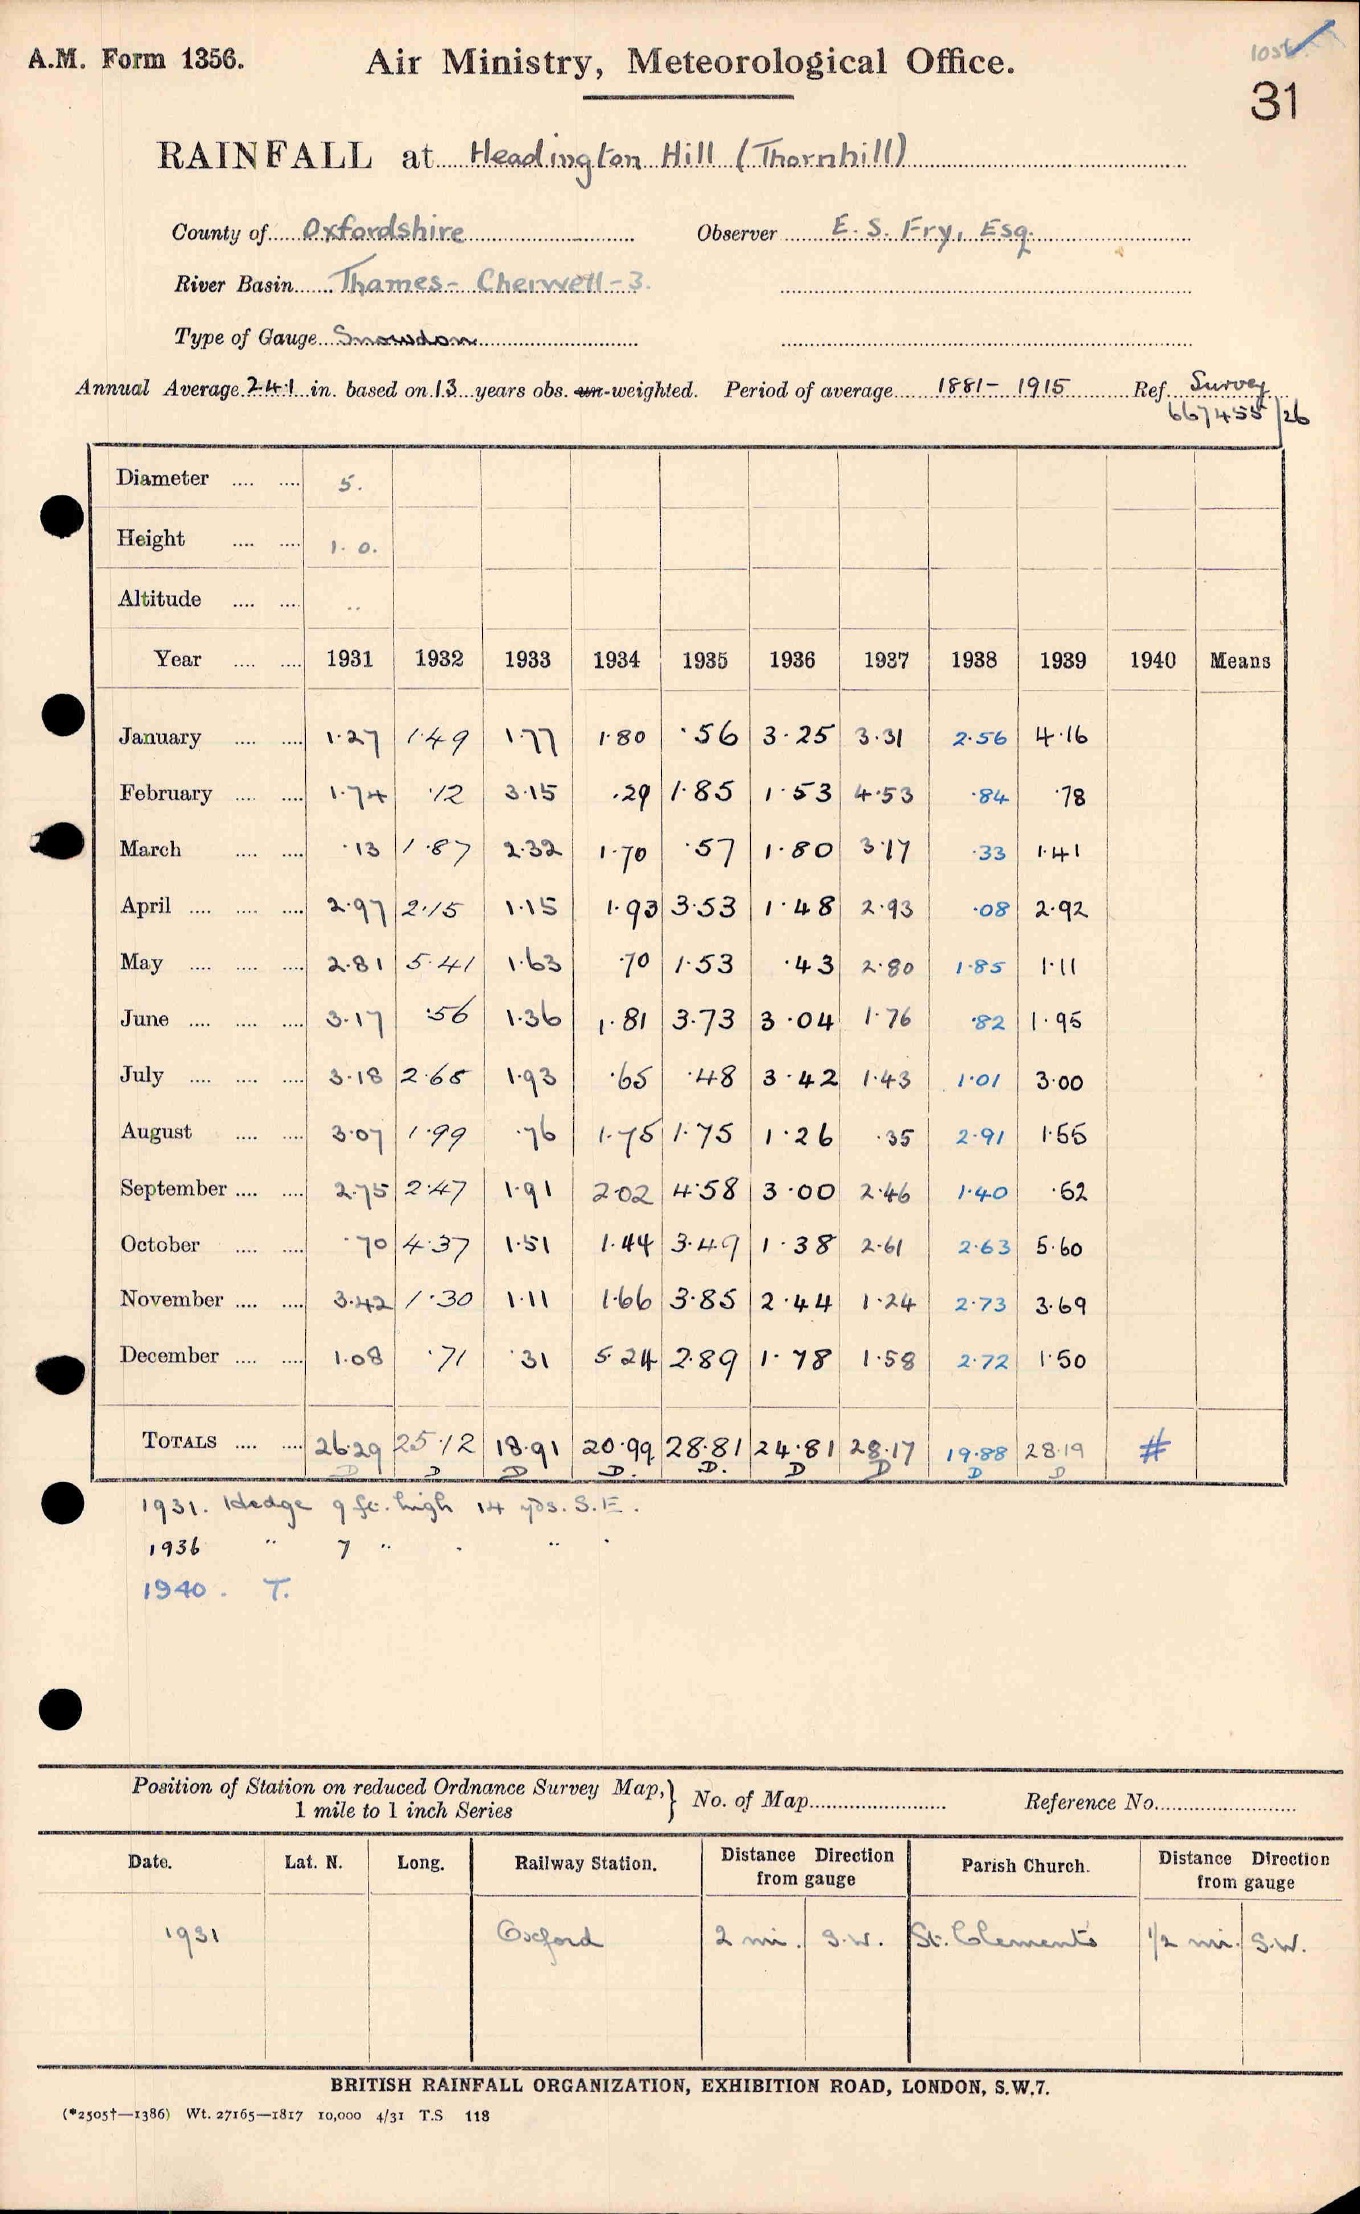 A.M. Form 1356.
Air Ministry, Meteorological Office.
31
RAINFALL at Headington Hill (Thornhill)
County of Oxfordshire Observer E. S. Fry, Esq.
River Basin Thames - Cherwell - 3.
Type of Gauge Snowdon
Annual Average 24.1 in. based on 13 years obs. un-weighted. Period of average 1881 - 1915 Ref. Survey
667455/26
Diameter .... .... 5.
Height .... .... 1. 0.
Altitude .... .... ..
Year .... .... 1931 1932 1933 1934 1935 1936 1937 1938 1939 1940 Means
January .... .... 1.27 1.49 1.77 1.80 .56 3.25 3.31 2.56 4.16
February .... .... 1.74 .12 3.15 .29 1.85 1.53 4.53 .84 .78
March .... .... .13 1.87 2.32 1.70 .57 1.80 3.17 .33 1.41
April .... .... .... 2.97 2.15 1.15 1.93 3.53 1.48 2.93 .08 2.92
May .... .... .... 2.81 5.41 1.63 .70 1.53 .43 2.80 1.85 1.11
June .... .... .... 3.17 .56 1.36 1.81 3.73 3.04 1.76 .82 1.95
July .... .... .... 3.18 2.68 1.93 .65 .48 3.42 1.43 1.01 3.00
August .... .... 3.07 1.99 .76 1.75 1.75 1.26 .35 2.91 1.55
September .... .... 2.75 2.47 1.91 2.02 4.58 3.00 2.46 1.40 .52
October .... .... .70 4.37 1.51 1.44 3.49 1.38 2.61 2.63 5.60
November .... .... 3.42 1.30 1.11 1.66 3.85 2.44 1.24 2.73 3.69
December .... .... 1.08 .71 .31 5.24 2.89 1.78 1.58 2.72 1.50
TOTALS .... .... 26.29 25.12 18.91 20.99 28.81 24.81 28.17 19.88 28.19 #
D D D D. D. D D D D
1931. Hedge 9 ft. high 14 yds. S.E.
1936 " 7 " . " .
1940. T.
Position of Station on reduced Ordnance Survey Map,} No. of Map Reference No.
1 mile to 1 inch Series
Date. Lat. N. Long. Railway Station. Distance Direction from gauge Parish Church. Distance Direction from gauge
1931 Oxford 2 mi. S.W. St. Clement's 1/2 mi. S.W.
BRITISH RAINFALL ORGANIZATION, EXHIBITION ROAD, LONDON, S.W.7.
(*2505†—1386) Wt. 27165—1817 10,000 4/31 T.S 118